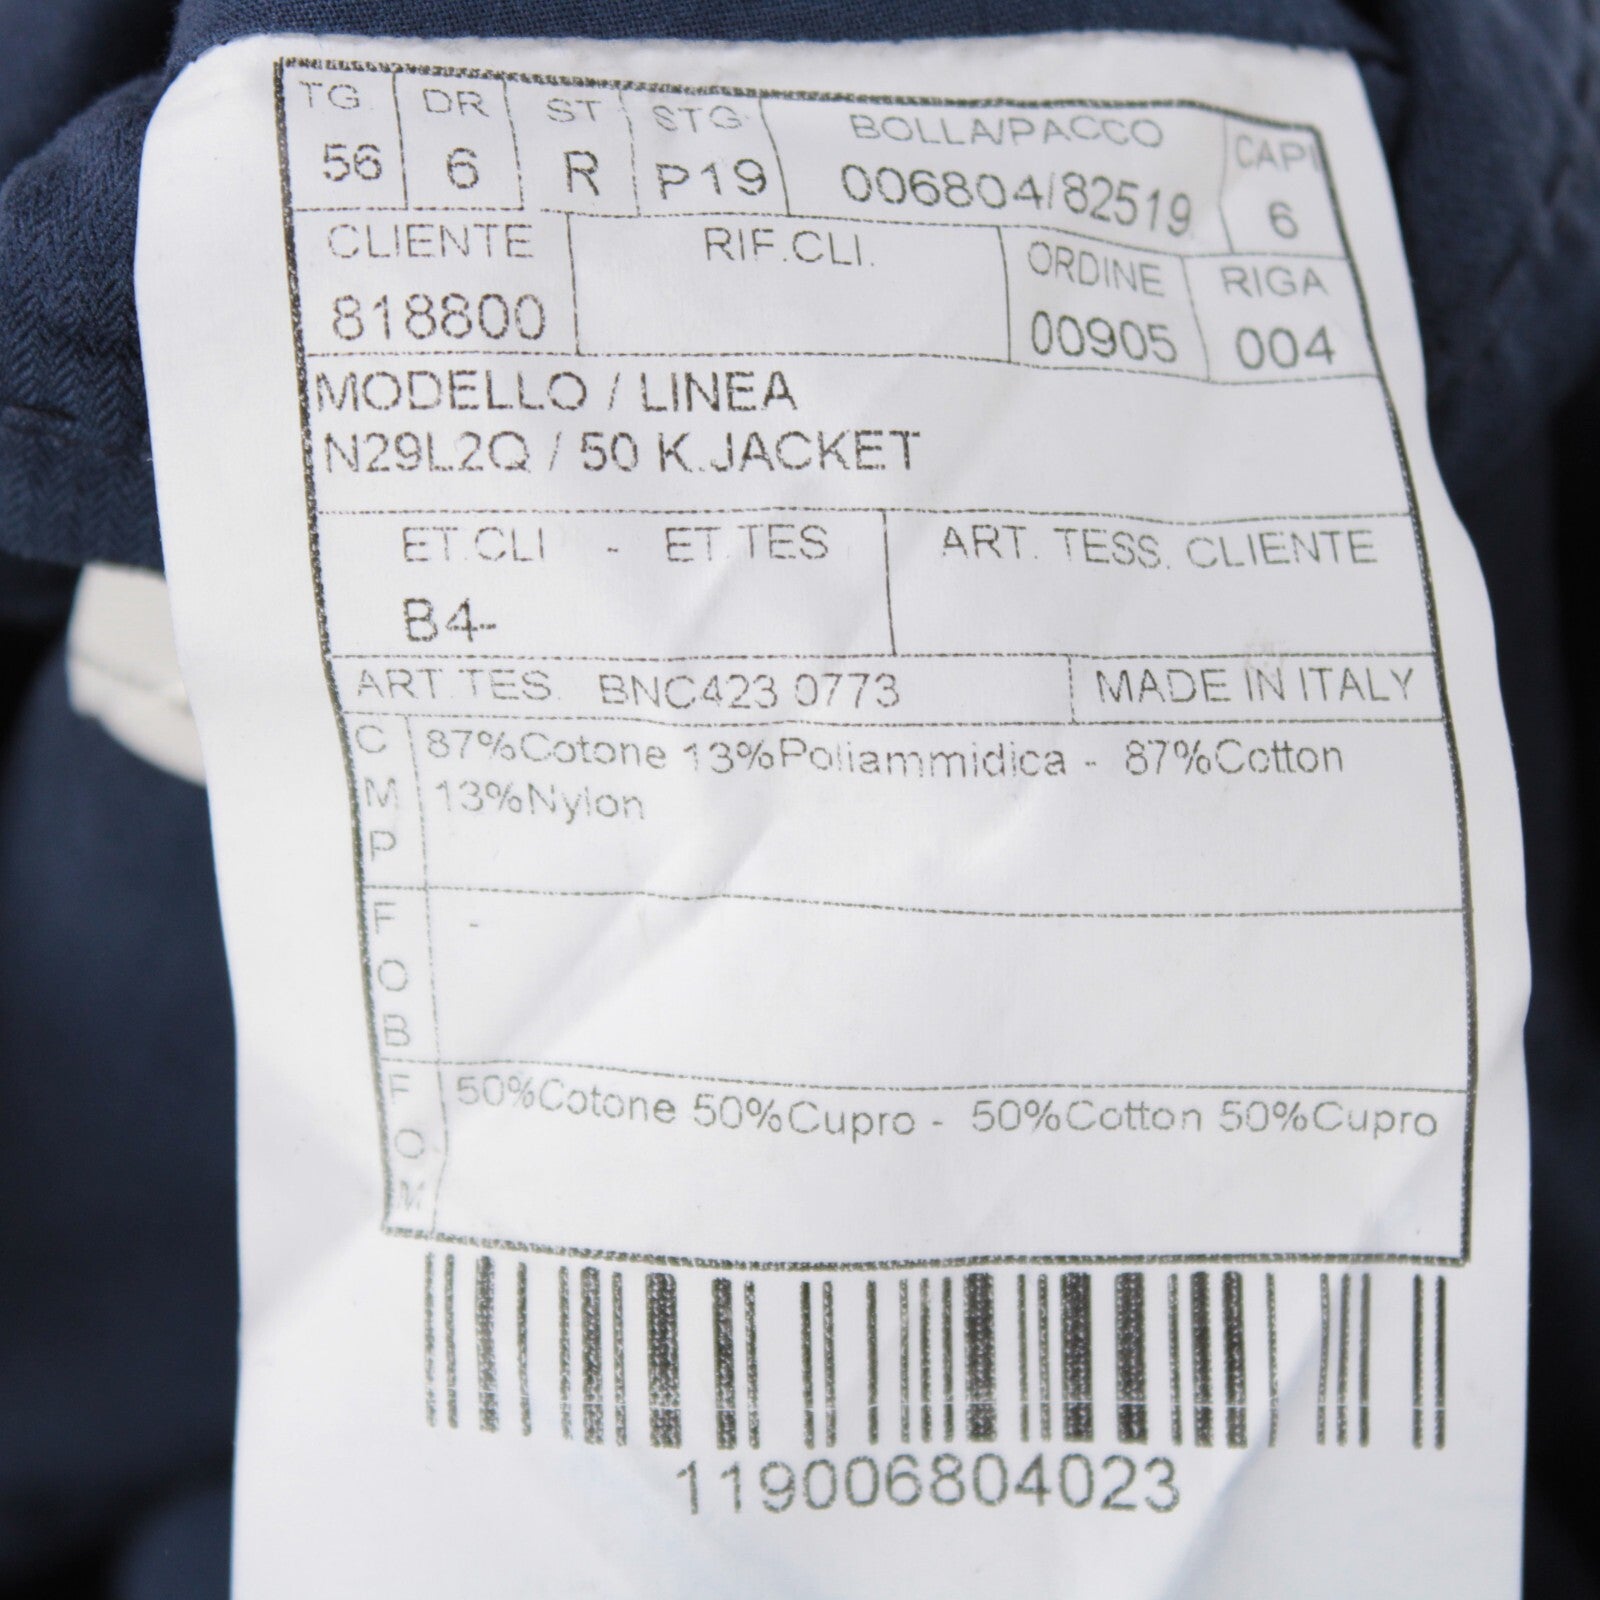 TG. DR ST STG BOLLA/PACCO CAPI
56 6 R P19 006804/82519 6
CLIENTE RIF.CLI. ORDINE RIGA
818800 00905 004
MODELLO / LINEA
N29L2Q / 50 K.JACKET
ET.CLI - ET.TES ART. TESS. CLIENTE
B4-
ART.TES. BNC423 0773 MADE IN ITALY
CMP 87%Cotone 13%Poliammidica - 87%Cotton
13%Nylon
FOB -
FOM 50%Cotone 50%Cupro - 50%Cotton 50%Cupro
119006804023